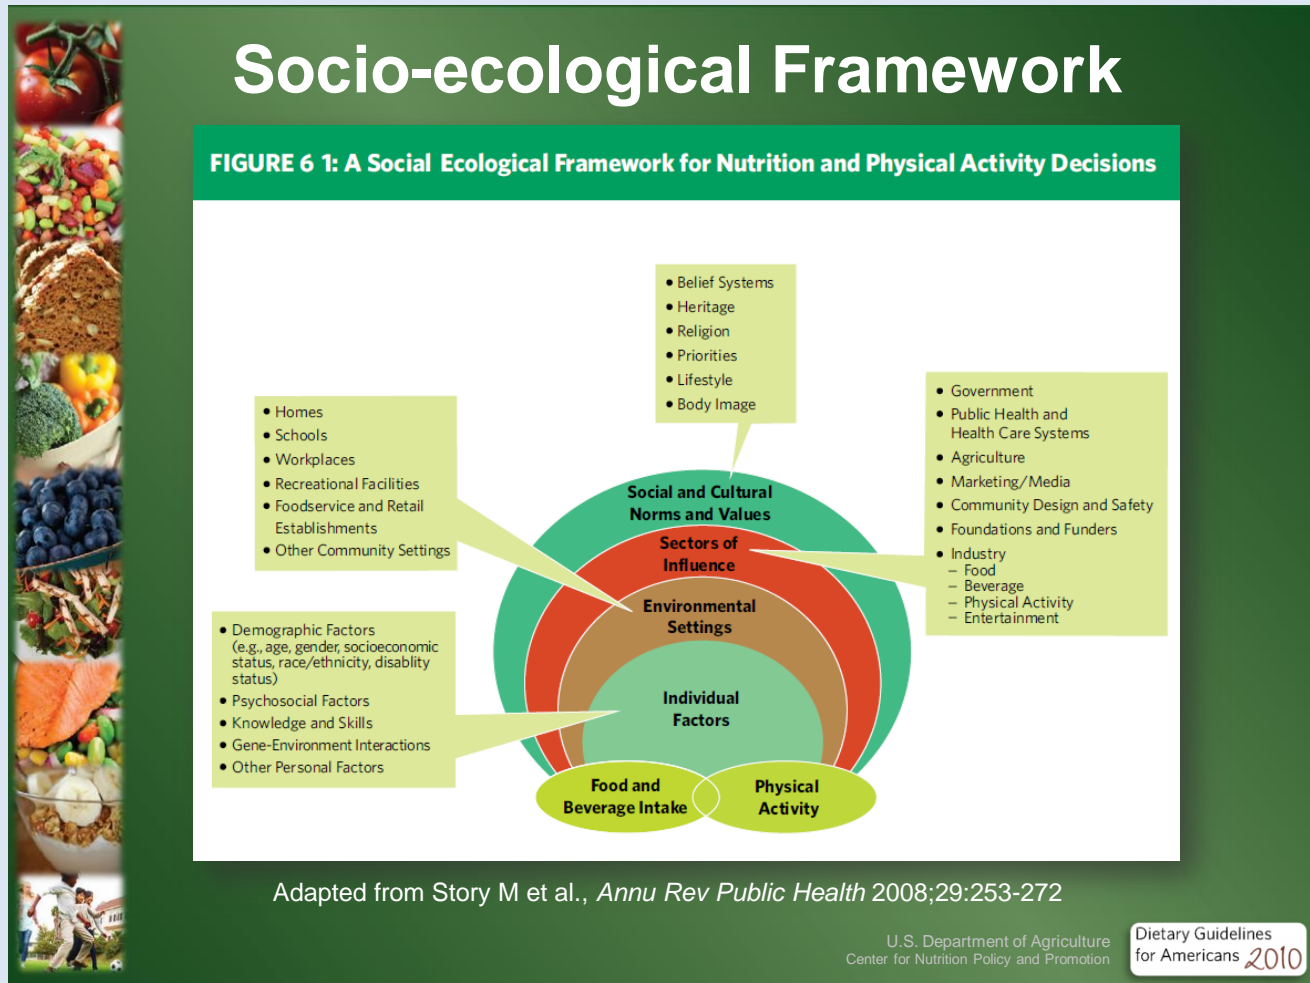 Socio-ecological Framework
FIGURE 6 1: A Social Ecological Framework for Nutrition and Physical Activity Decisions
• Belief Systems
• Heritage
• Religion
• Priorities
• Lifestyle
• Body Image
• Homes
• Schools
• Workplaces
• Recreational Facilities
• Foodservice and Retail
Establishments
• Other Community Settings
• Government
• Public Health and
Health Care Systems
• Agriculture
• Marketing/Media
• Community Design and Safety
• Foundations and Funders
• Industry
– Food
– Beverage
– Physical Activity
– Entertainment
• Demographic Factors
(e.g., age, gender, socioeconomic
status, race/ethnicity, disablity
status)
• Psychosocial Factors
• Knowledge and Skills
• Gene-Environment Interactions
• Other Personal Factors
Social and Cultural
Norms and Values
Sectors of
Influence
Environmental
Settings
Individual
Factors
Food and
Beverage Intake
Physical
Activity
Adapted from Story M et al., Annu Rev Public Health 2008;29:253-272
U.S. Department of Agriculture
Center for Nutrition Policy and Promotion
Dietary Guidelines
for Americans 2010